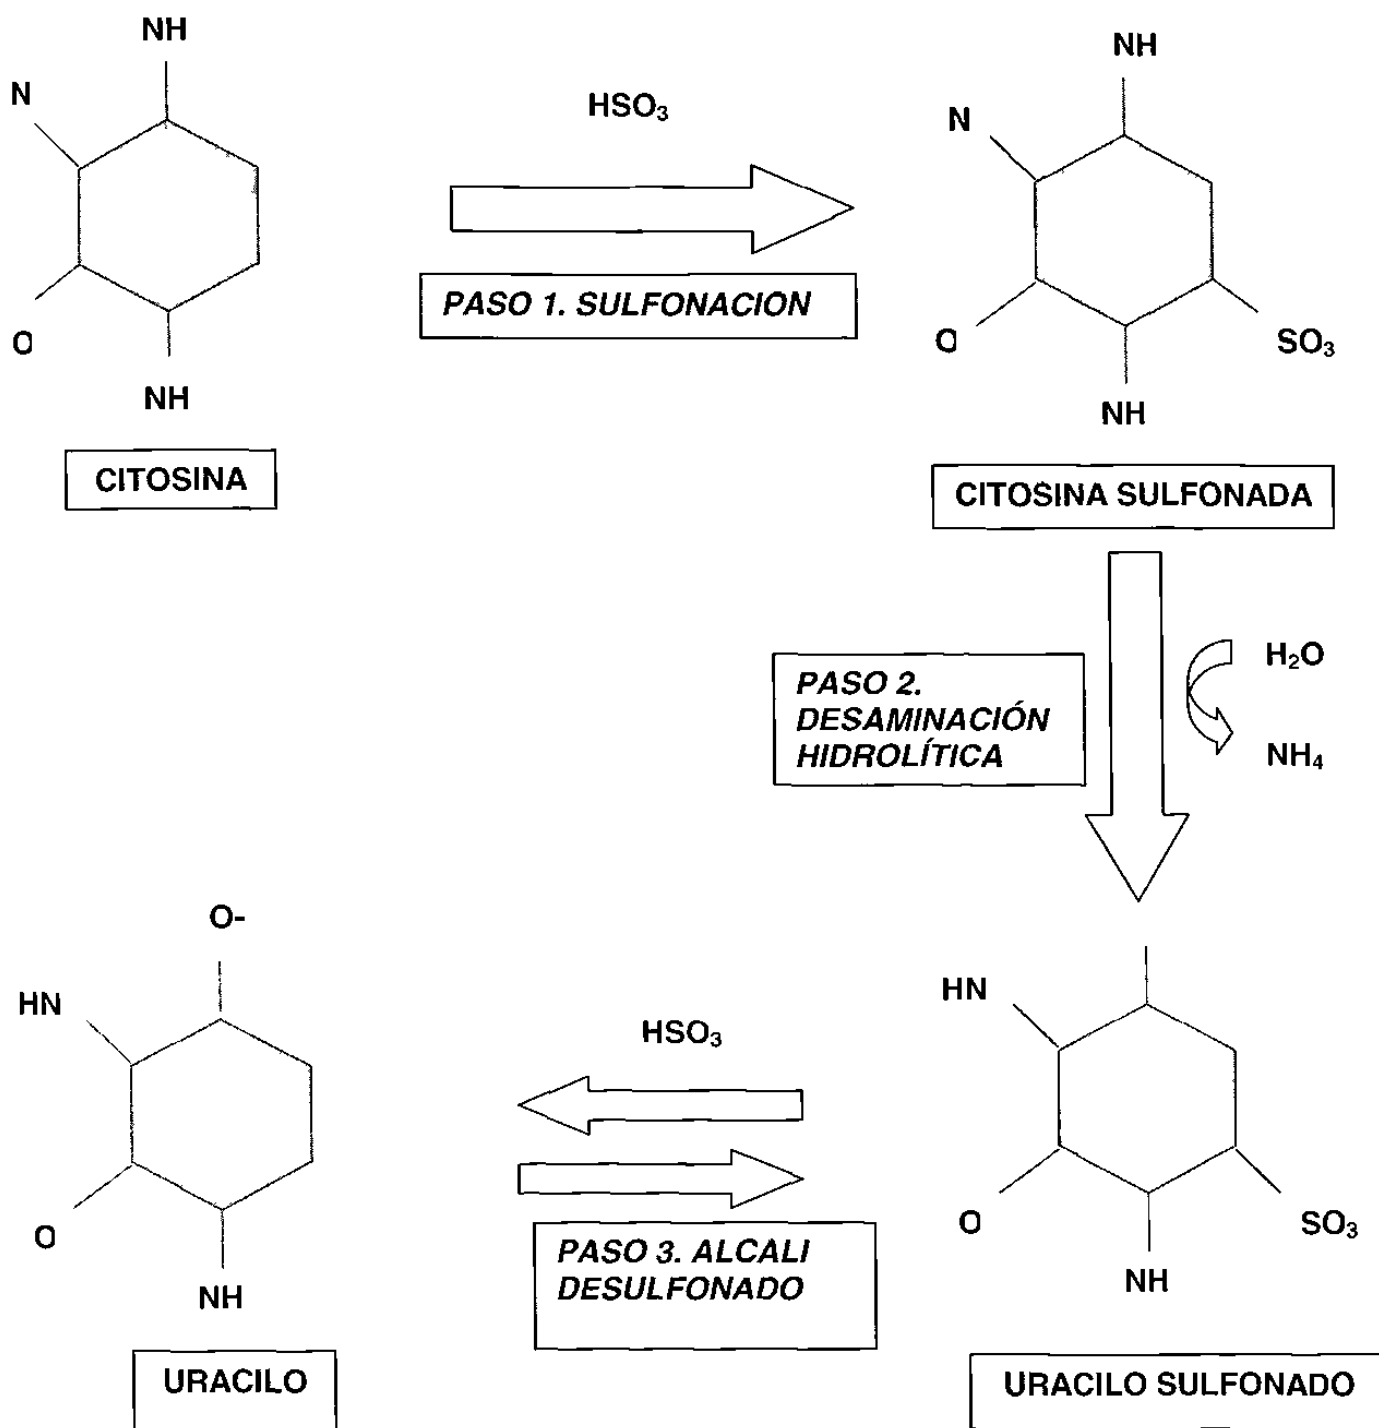 NH
N
O
NH
CITOSINA
HSO₃
PASO 1. SULFONACION
NH
N
O
SO₃
NH
CITOSINA SULFONADA
PASO 2.
DESAMINACIÓN
HIDROLÍTICA
H₂O
NH₄
HN
O
SO₃
NH
URACILO SULFONADO
HSO₃
PASO 3. ALCALI
DESULFONADO
O-
HN
O
NH
URACILO